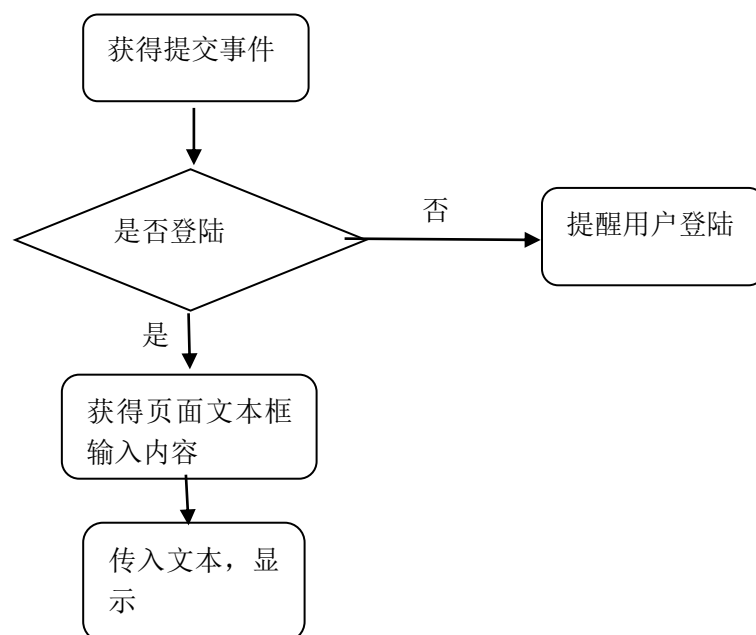 获得提交事件
是否登陆
否
提醒用户登陆
是
获得页面文本框
输入内容
传入文本，显
示